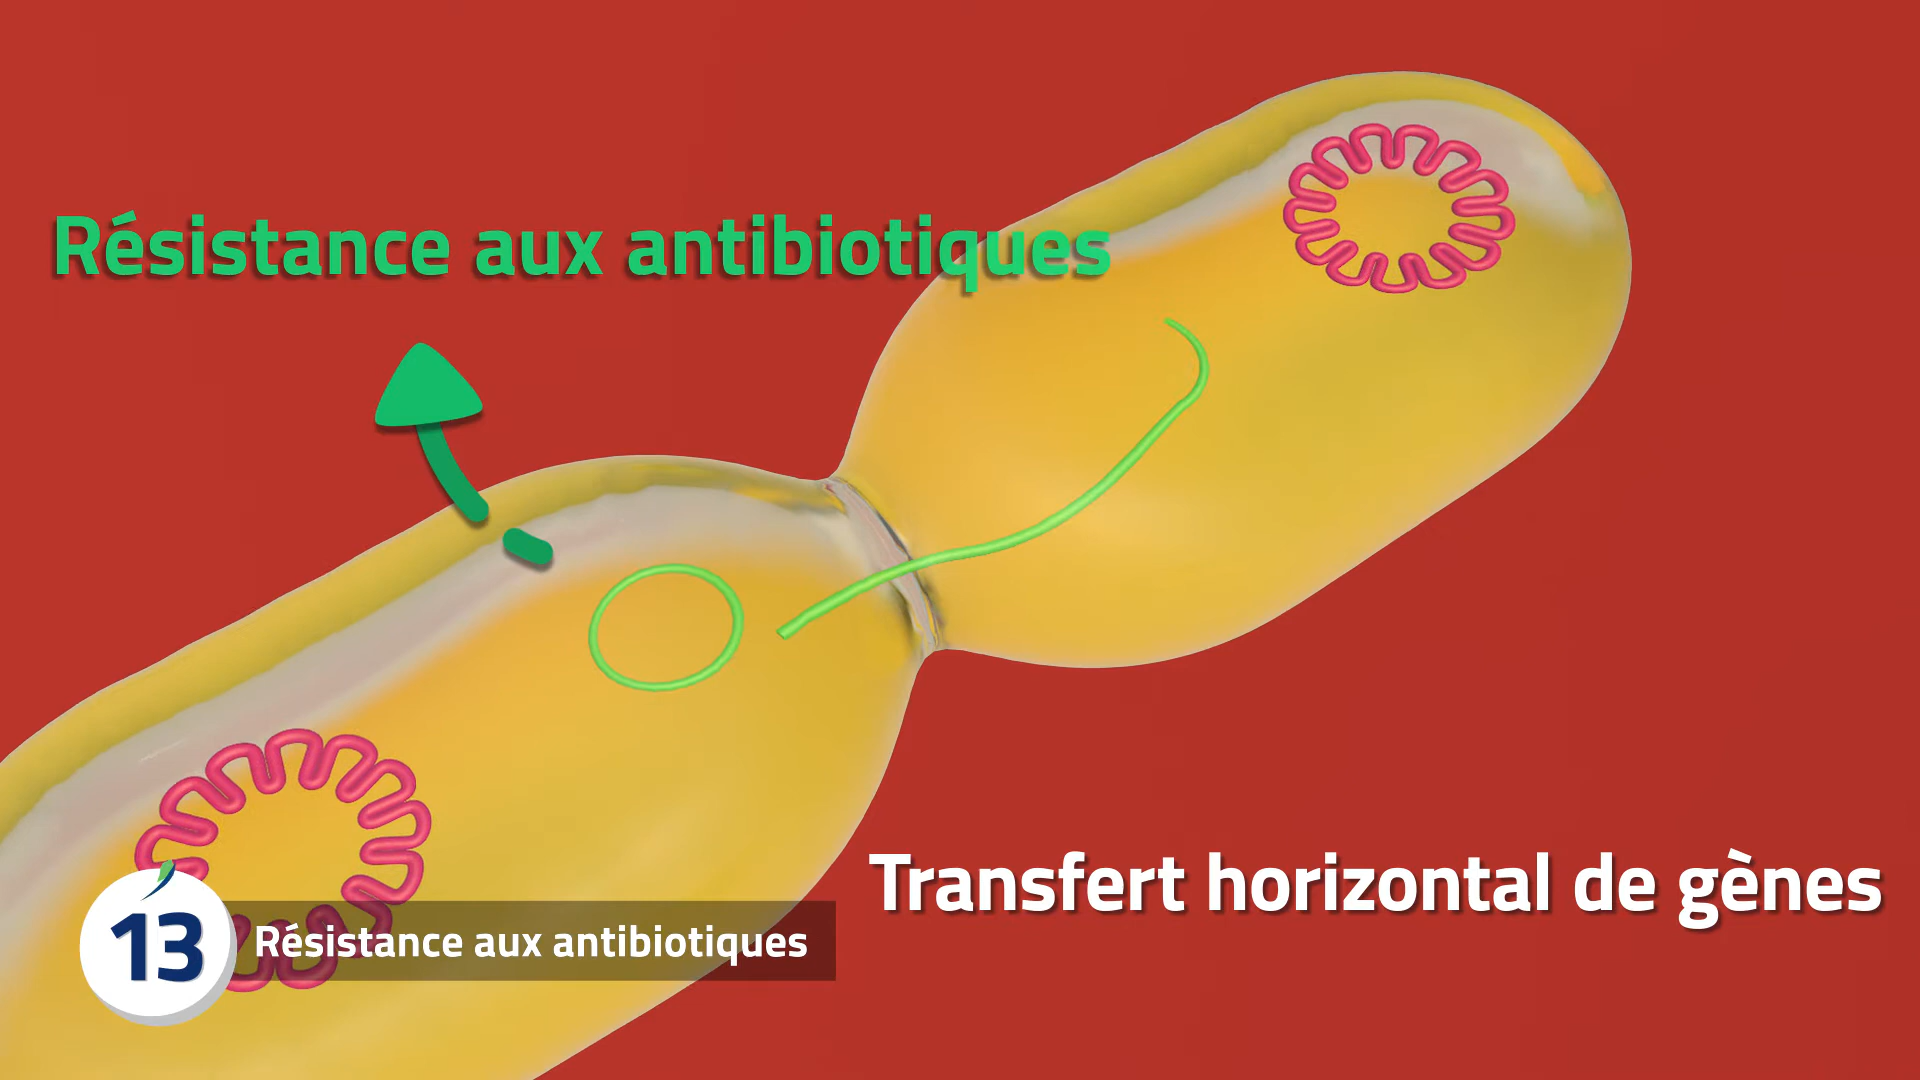 Résistance aux antibiotiques
Transfert horizontal de gènes
13
Résistance aux antibiotiques